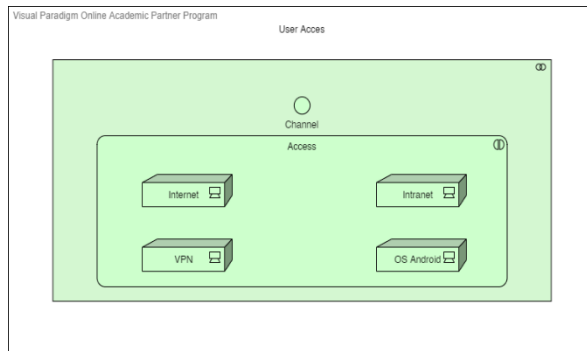 Visual Paradigm Online Academic Partner Program
User Acces
Channel
Access
Internet
Intranet
VPN
OS Android